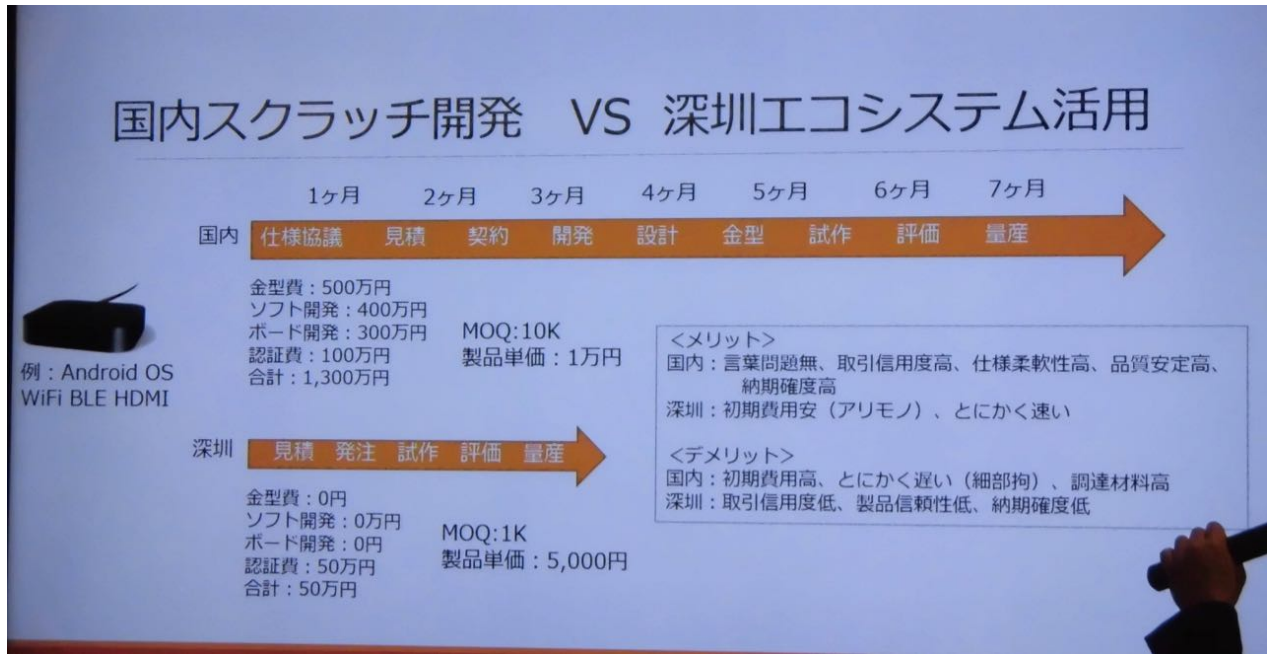 国内スクラッチ開発　VS　深圳エコシステム活用
1ヶ月　2ヶ月　3ヶ月　4ヶ月　5ヶ月　6ヶ月　7ヶ月
国内　仕様協議　見積　契約　開発　設計　金型　試作　評価　量産
金型費：500万円
ソフト開発：400万円
ボード開発：300万円
認証費：100万円
合計：1,300万円
MOQ:10K
製品単価：1万円
例：Android OS
WiFi BLE HDMI
＜メリット＞
国内：言葉問題無、取引信用度高、仕様柔軟性高、品質安定高、
納期確度高
深圳：初期費用安（アリモノ）、とにかく速い
＜デメリット＞
国内：初期費用高、とにかく遅い（細部拘）、調達材料高
深圳：取引信用度低、製品信頼性低、納期確度低
深圳　見積　発注　試作　評価　量産
金型費：0円
ソフト開発：0万円
ボード開発：0円
認証費：50万円
合計：50万円
MOQ:1K
製品単価：5,000円